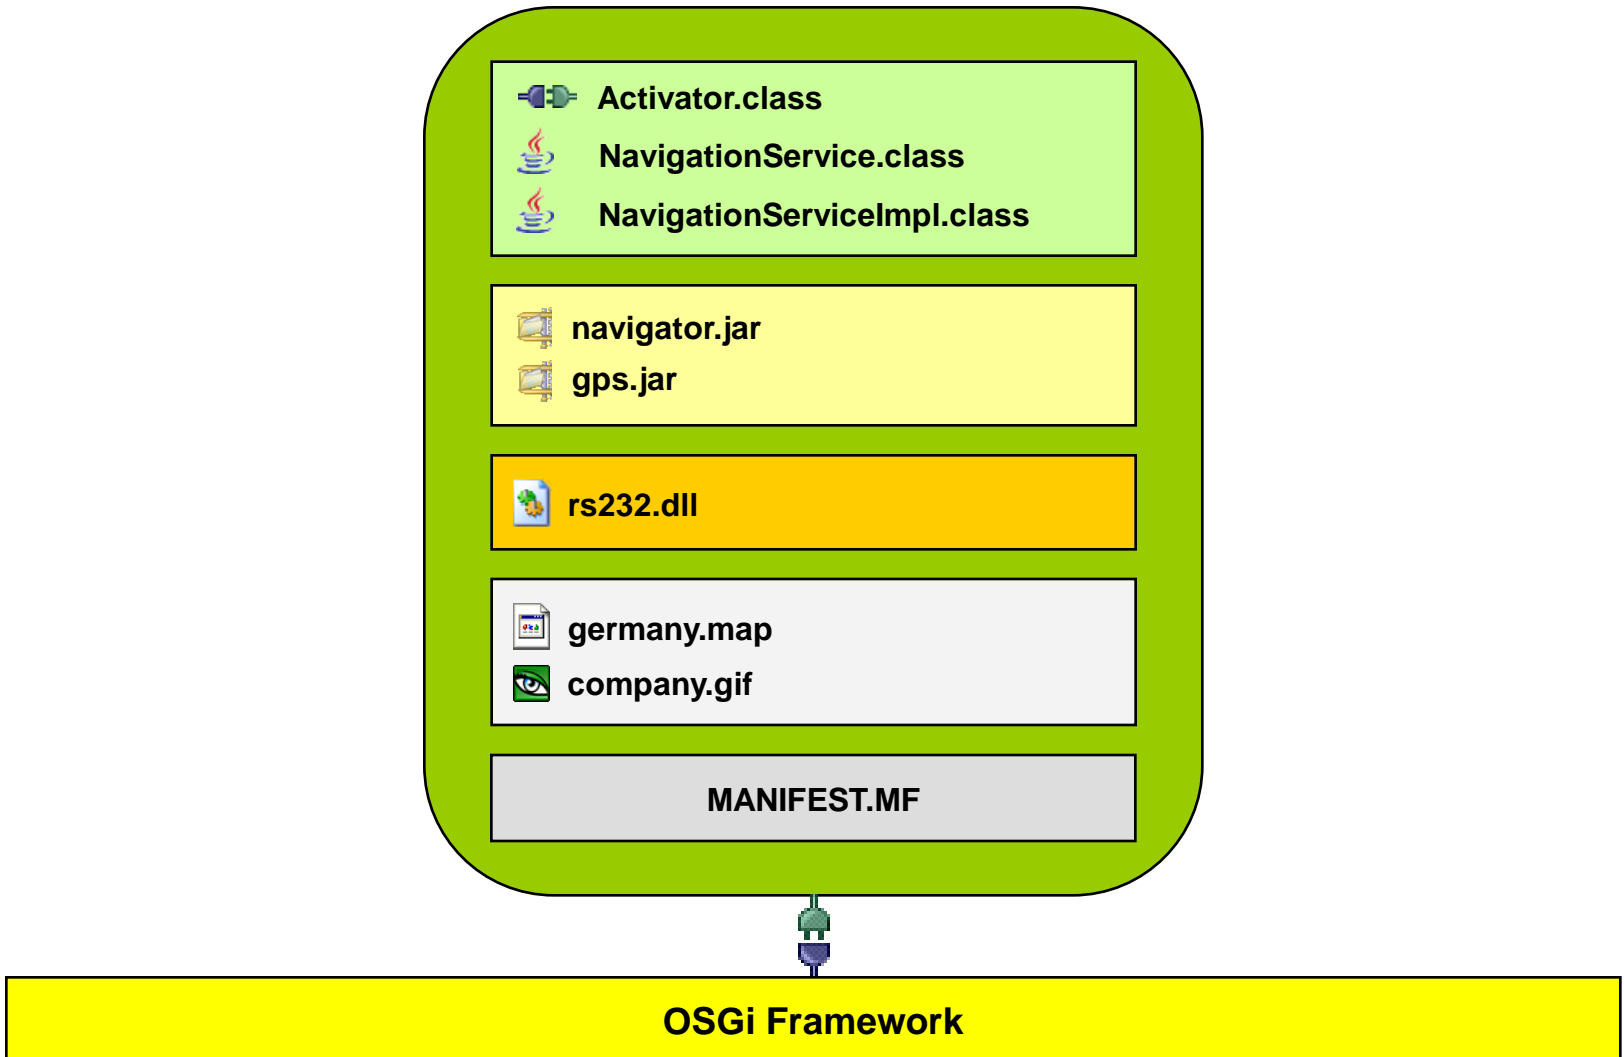 Activator.class
NavigationService.class
NavigationServiceImpl.class
navigator.jar
gps.jar
rs232.dll
germany.map
company.gif
MANIFEST.MF
OSGi Framework